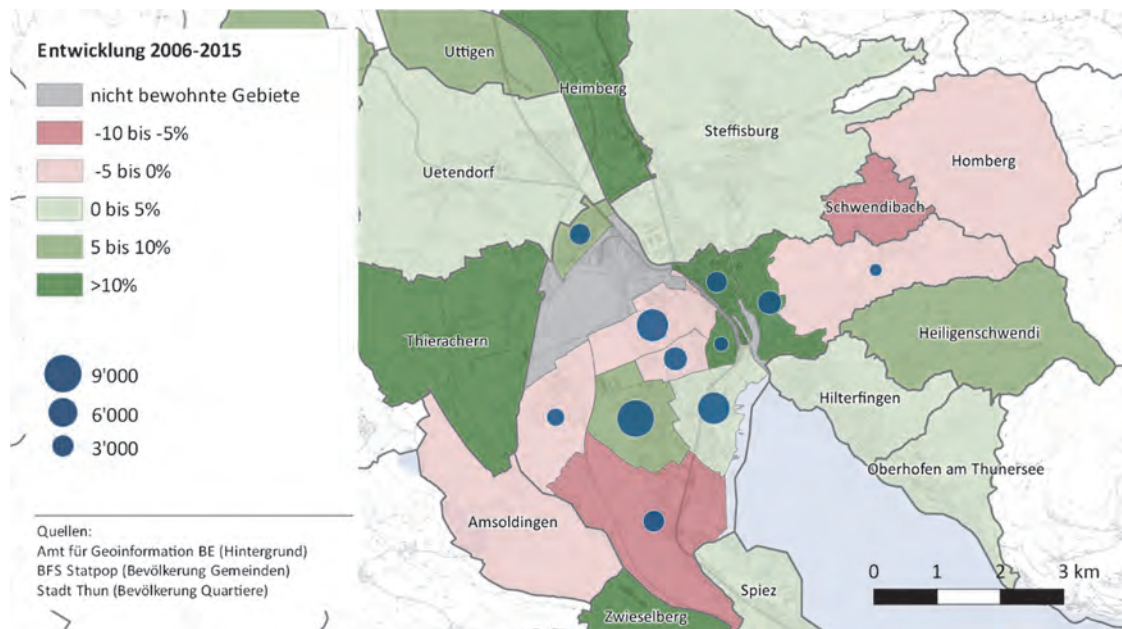 Entwicklung 2006-2015
nicht bewohnte Gebiete
-10 bis -5%
-5 bis 0%
0 bis 5%
5 bis 10%
>10%
9'000
6'000
3'000
Quellen:
Amt für Geoinformation BE (Hintergrund)
BFS Statpop (Bevölkerung Gemeinden)
Stadt Thun (Bevölkerung Quartiere)
Uttigen
Heimberg
Steffisburg
Homberg
Uetendorf
Schwendibach
Thierachern
Heiligenschwendi
Hilterfingen
Oberhofen am Thunersee
Amsoldingen
Spiez
Zwieselberg
0 1 2 3 km